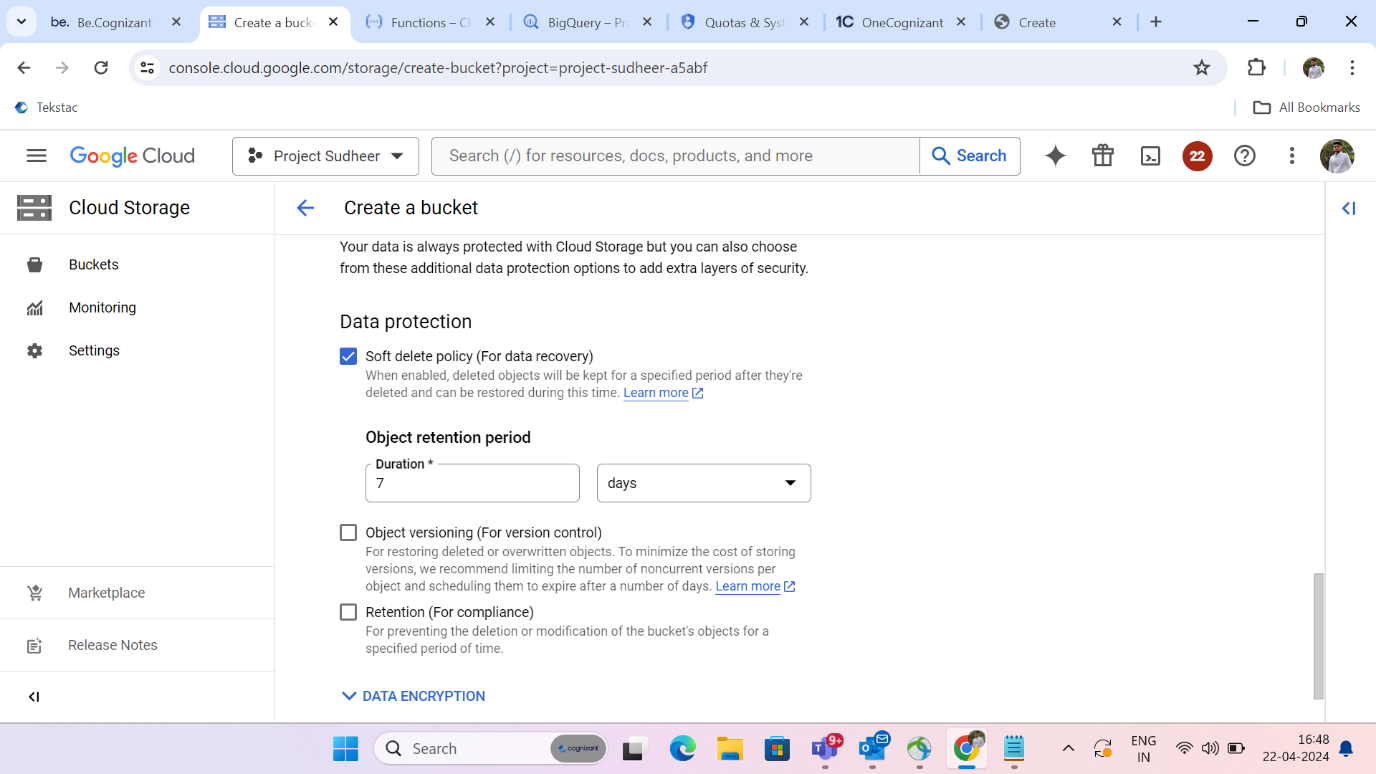 be. Be.Cognizant
Create a bucke
Functions – Cl
BigQuery – Pr
Quotas & Syst
1C OneCognizant
Create
console.cloud.google.com/storage/create-bucket?project=project-sudheer-a5abf
Tekstac
All Bookmarks
Google Cloud
Project Sudheer
Search (/) for resources, docs, products, and more
Search
22
Cloud Storage
Create a bucket
Buckets
Monitoring
Settings
Marketplace
Release Notes
Your data is always protected with Cloud Storage but you can also choose
from these additional data protection options to add extra layers of security.
Data protection
Soft delete policy (For data recovery)
When enabled, deleted objects will be kept for a specified period after they're
deleted and can be restored during this time. Learn more
Object retention period
Duration *
7
days
Object versioning (For version control)
For restoring deleted or overwritten objects. To minimize the cost of storing
versions, we recommend limiting the number of noncurrent versions per
object and scheduling them to expire after a number of days. Learn more
Retention (For compliance)
For preventing the deletion or modification of the bucket's objects for a
specified period of time.
DATA ENCRYPTION
Search
cognizant
9+
ENG
IN
16:48
22-04-2024